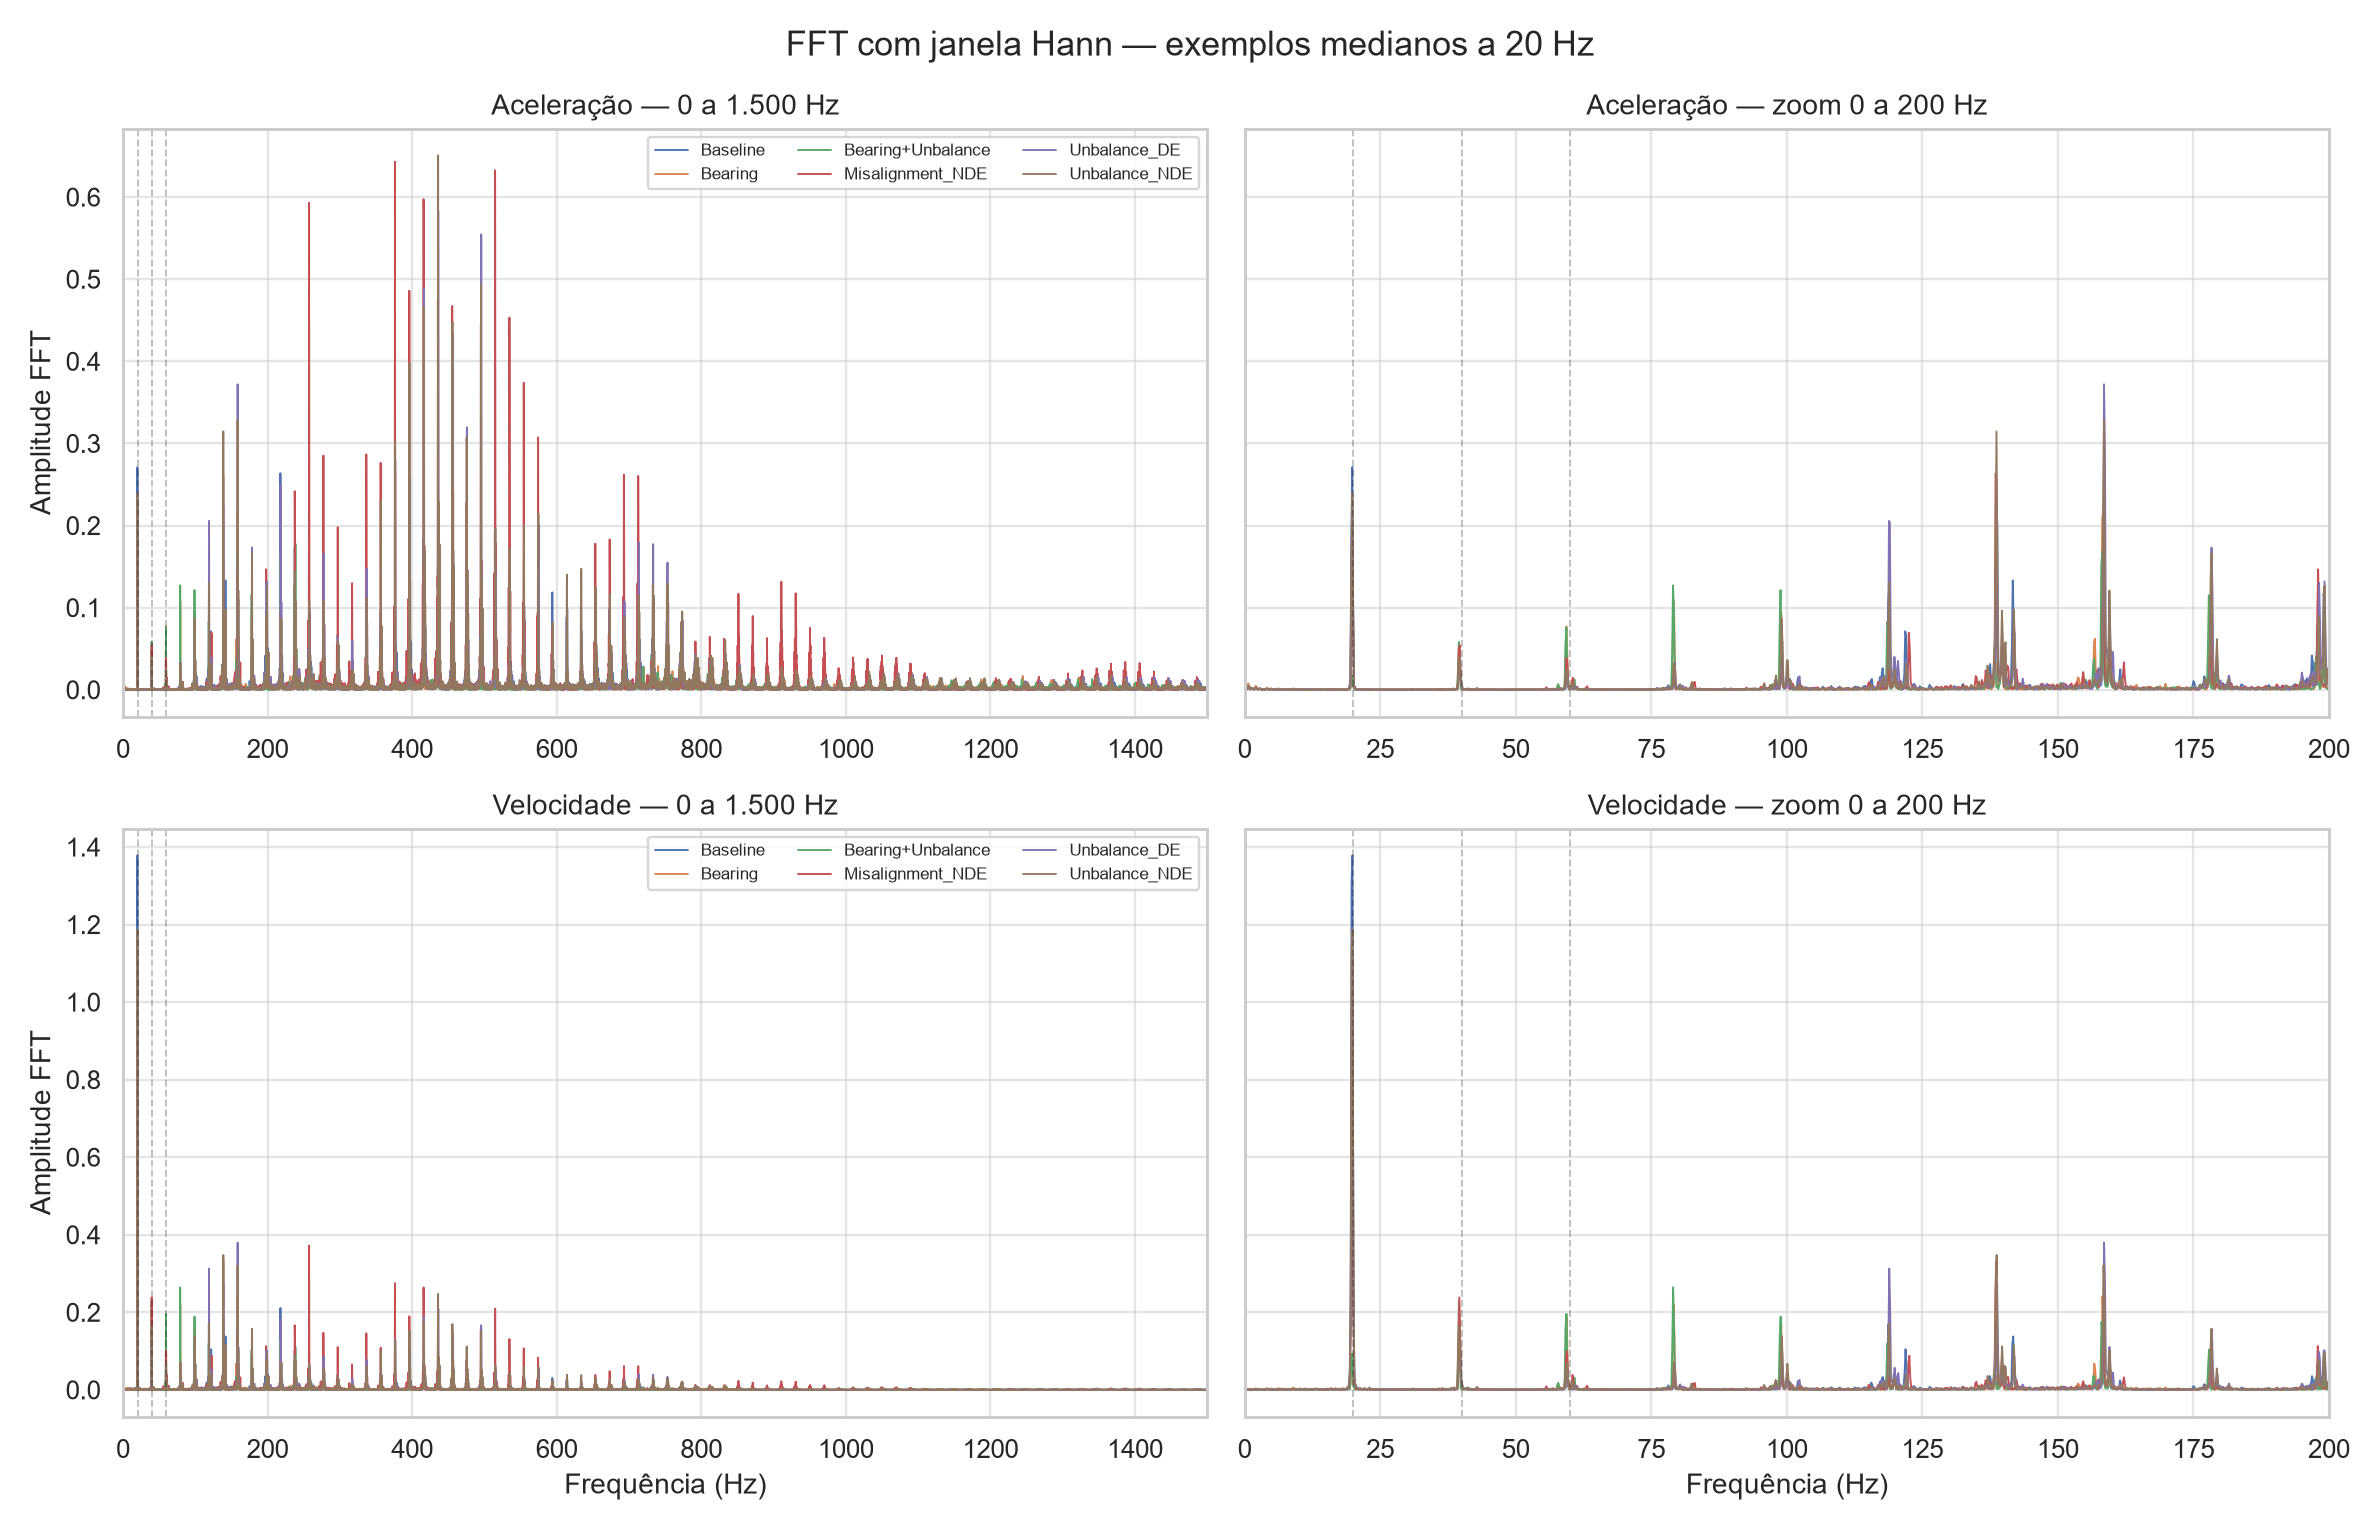 FFT com janela Hann — exemplos medianos a 20 Hz
Aceleração — 0 a 1.500 Hz
Amplitude FFT
0.6
0.5
0.4
0.3
0.2
0.1
0.0
Baseline
Bearing
Bearing+Unbalance
Misalignment_NDE
Unbalance_DE
Unbalance_NDE
0 200 400 600 800 1000 1200 1400
Aceleração — zoom 0 a 200 Hz
0 25 50 75 100 125 150 175 200
Velocidade — 0 a 1.500 Hz
Amplitude FFT
1.4
1.2
1.0
0.8
0.6
0.4
0.2
0.0
Baseline
Bearing
Bearing+Unbalance
Misalignment_NDE
Unbalance_DE
Unbalance_NDE
0 200 400 600 800 1000 1200 1400
Frequência (Hz)
Velocidade — zoom 0 a 200 Hz
0 25 50 75 100 125 150 175 200
Frequência (Hz)